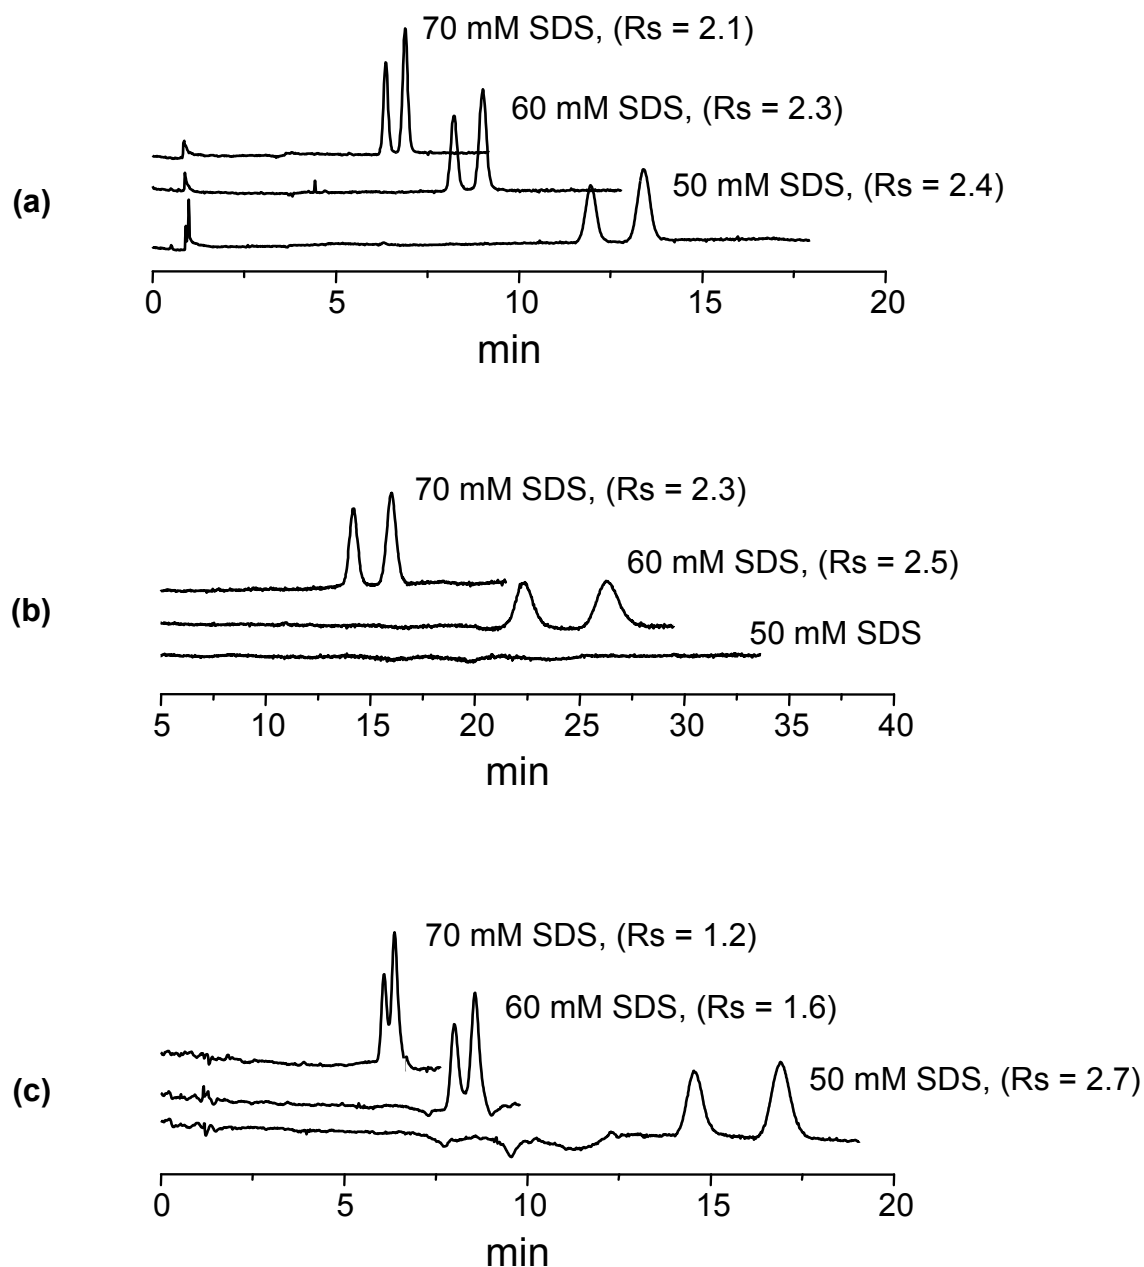 70 mM SDS, (Rs = 2.1)
60 mM SDS, (Rs = 2.3)
(a)
50 mM SDS, (Rs = 2.4)
0 5 10 15 20
min
70 mM SDS, (Rs = 2.3)
60 mM SDS, (Rs = 2.5)
(b)
50 mM SDS
5 10 15 20 25 30 35 40
min
70 mM SDS, (Rs = 1.2)
60 mM SDS, (Rs = 1.6)
(c)
50 mM SDS, (Rs = 2.7)
0 5 10 15 20
min